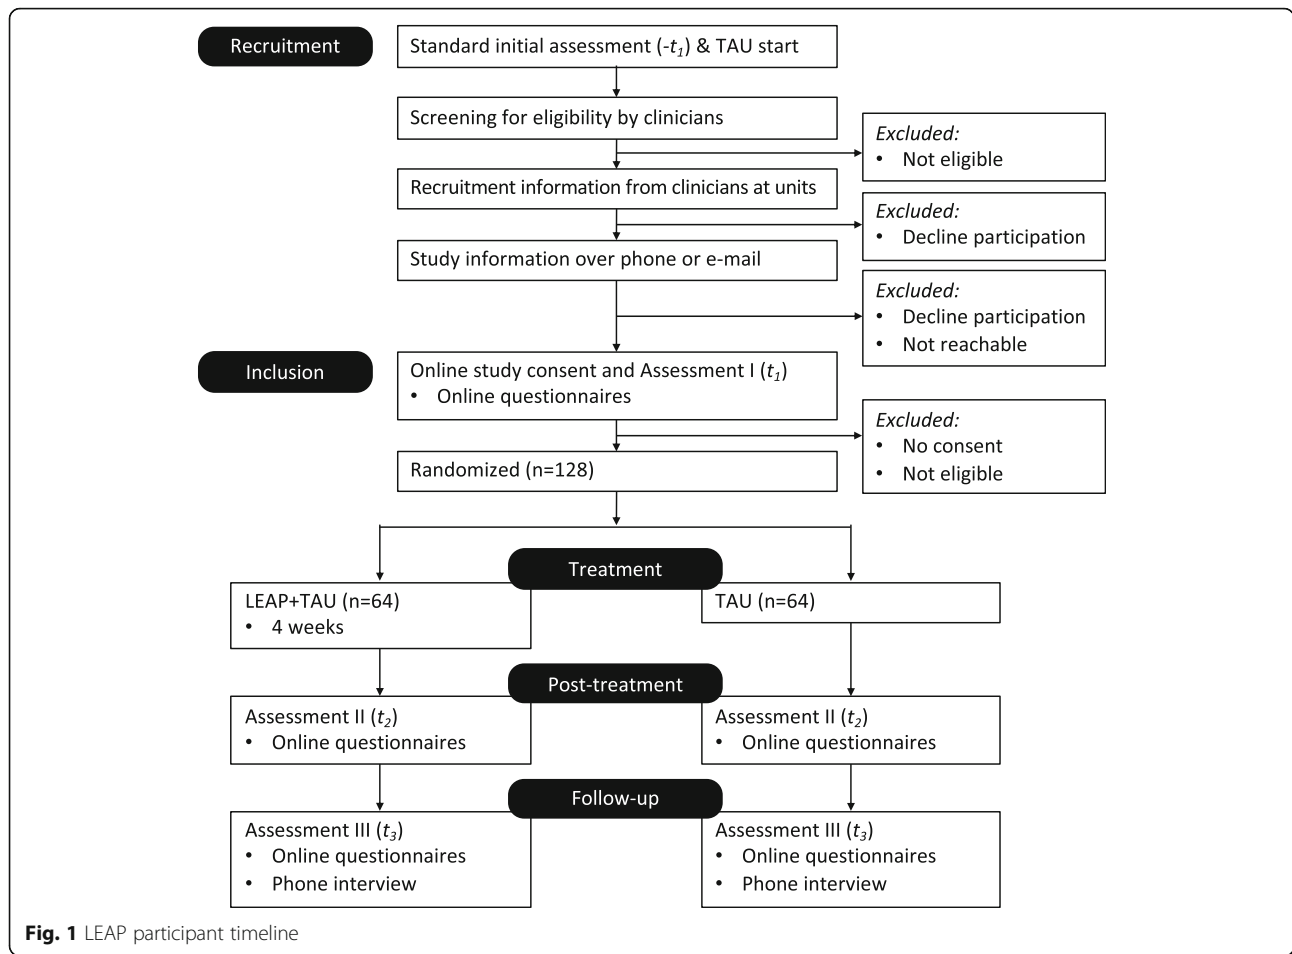 Recruitment
Standard initial assessment (-t₁) & TAU start
Screening for eligibility by clinicians
Excluded:
• Not eligible
Recruitment information from clinicians at units
Excluded:
• Decline participation
Study information over phone or e-mail
Excluded:
• Decline participation
• Not reachable
Inclusion
Online study consent and Assessment I (t₁)
• Online questionnaires
Excluded:
• No consent
• Not eligible
Randomized (n=128)
Treatment
LEAP+TAU (n=64)
• 4 weeks
TAU (n=64)
Post-treatment
Assessment II (t₂)
• Online questionnaires
Assessment II (t₂)
• Online questionnaires
Follow-up
Assessment III (t₃)
• Online questionnaires
• Phone interview
Assessment III (t₃)
• Online questionnaires
• Phone interview
Fig. 1 LEAP participant timeline